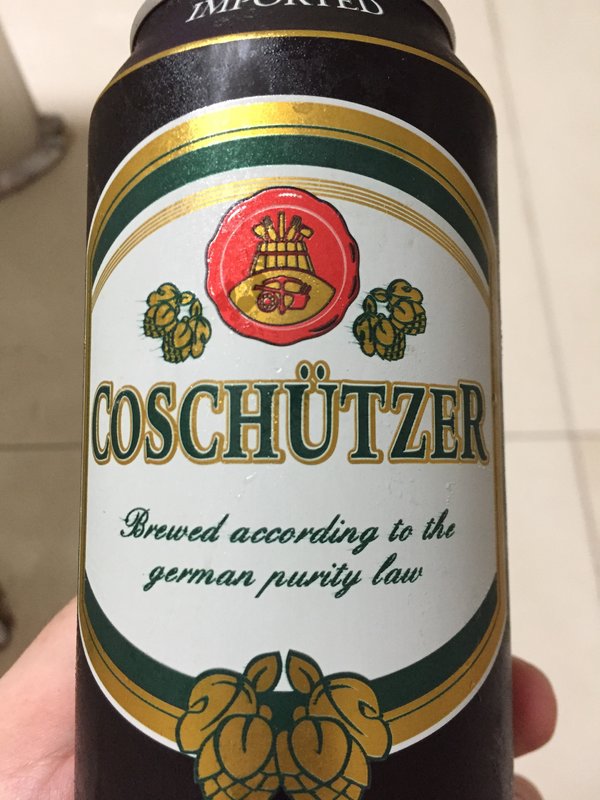 IMPORTED
COSCHÜTZER
Brewed according to the
german purity law